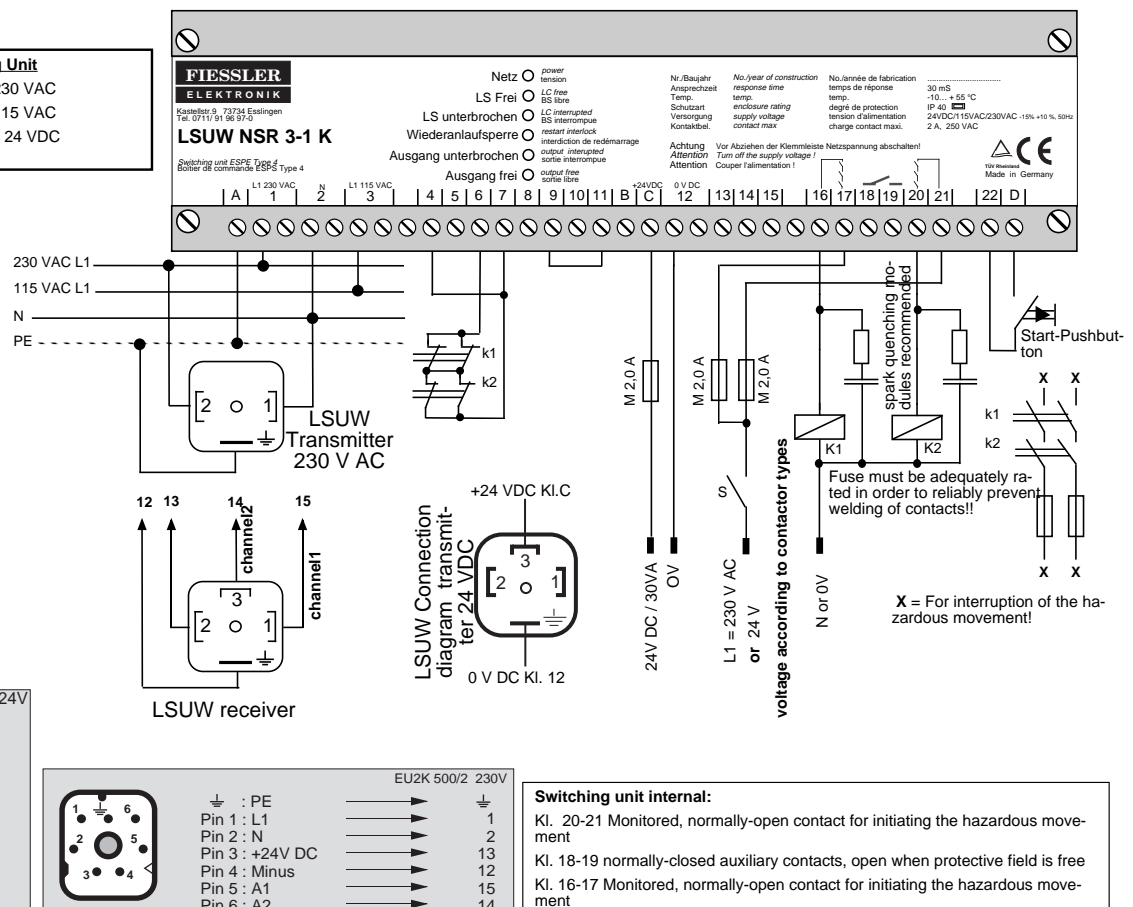 g Unit
230 VAC
115 VAC
24 VDC
FIESSLER
ELEKTRONIK
Kastellstr.9 73734 Esslingen
Tel. 0711/ 91 96 97-0
LSUW NSR 3-1 K
Switching unit ESPE Type 4
Boitier de commande ESPS Type 4
Netz power
tension
LS Frei LC free
BS libre
LS unterbrochen LC interrupted
BS interrompue
Wiederanlaufsperre restart interlock
interdiction de redémarrage
Ausgang unterbrochen output interupted
sortie interrompue
Ausgang frei output free
sortie libre
Nr./Baujahr No./year of construction No./année de fabrication ..................................
Ansprechzeit response time temps de réponse 30 mS
Temp. temp. temp. -10... + 55 °C
Schutzart enclosure rating degré de protection IP 40
Versorgung supply voltage tension d'alimentation 24VDC/115VAC/230VAC -15% +10 %, 50Hz
Kontaktbel. contact max charge contact maxi. 2 A, 250 VAC
Achtung Vor Abziehen der Klemmleiste Netzspannung abschalten!
Attention Turn off the supply voltage !
Attention Couper l'alimentation !
TÜV Rheinland
CE
Made in Germany
L1 230 VAC N L1 115 VAC +24VDC 0 V DC
A 1 2 3 4 5 6 7 8 9 10 11 B C 12 13 14 15 16 17 18 19 20 21 22 D
230 VAC L1
115 VAC L1
N
PE
k1
k2
2 1
LSUW
Transmitter
230 V AC
12 13 14 15
channel2
channel1
3
2 1
LSUW receiver
LSUW Connection
diagram transmit-
ter 24 VDC
+24 VDC Kl.C
3
2 1
0 V DC Kl. 12
M 2,0 A
M 2,0 A
M 2,0 A
S
24V DC / 30VA
OV
L1 = 230 V AC
or 24 V
voltage according to contactor types
N or 0V
spark quenching mo-
dules recommended
K1
K2
Fuse must be adequately ra-
ted in order to reliably prevent
welding of contacts!!
Start-Pushbut-
ton
X X
k1
k2
X X
X = For interruption of the ha-
zardous movement!
24V
EU2K 500/2 230V
1 6
2 5
3 4
: PE
Pin 1 : L1 1
Pin 2 : N 2
Pin 3 : +24V DC 13
Pin 4 : Minus 12
Pin 5 : A1 15
Pin 6 : A2 14
Switching unit internal:
Kl. 20-21 Monitored, normally-open contact for initiating the hazardous move-
ment
Kl. 18-19 normally-closed auxiliary contacts, open when protective field is free
Kl. 16-17 Monitored, normally-open contact for initiating the hazardous move-
ment